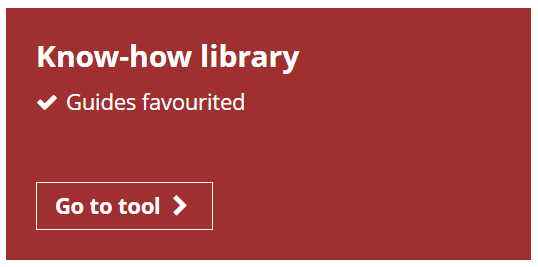 Know-how library
Guides favourited
Go to tool